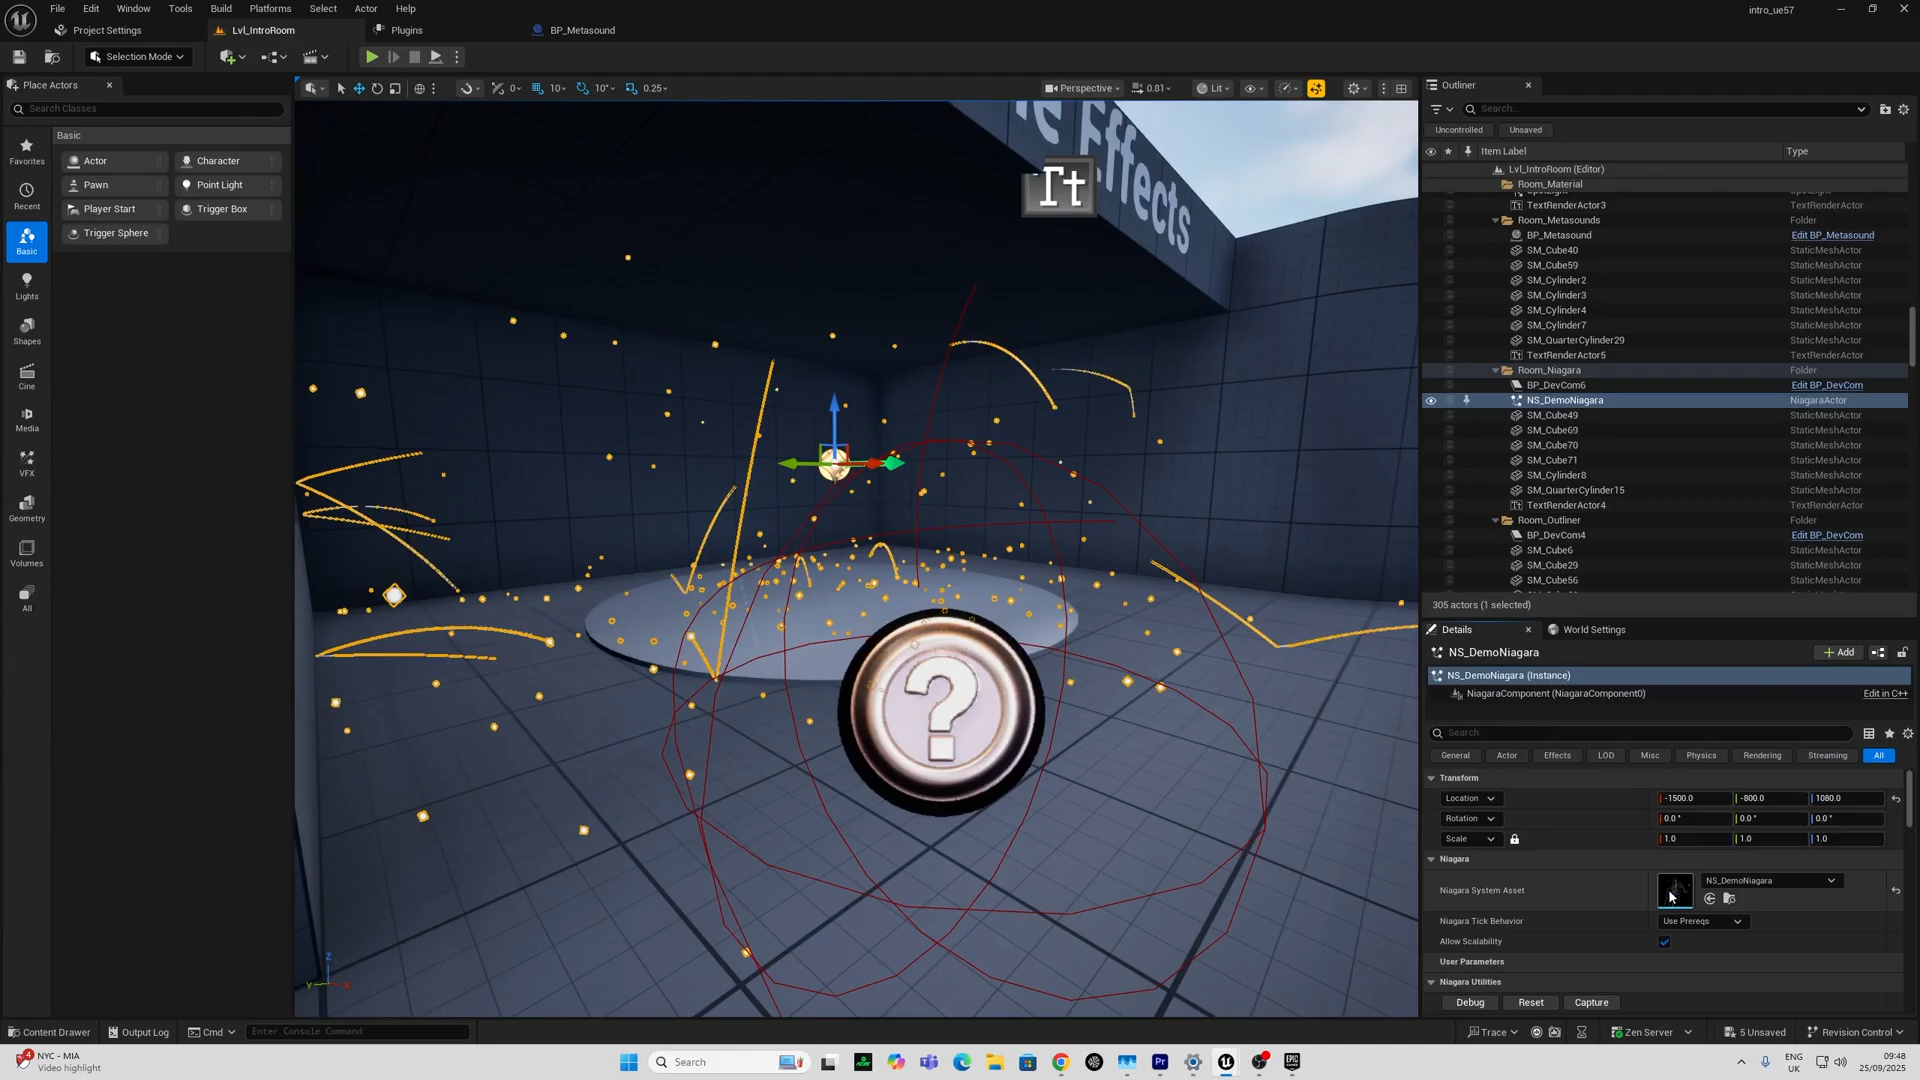 File Edit Window Tools Build Platforms Select Actor Help
intro_ue57
Project Settings
Lvl_IntroRoom
Plugins
BP_Metasound
Selection Mode
Place Actors
Search Classes
Favorites
Recent
Basic
Lights
Shapes
Cine
Media
VFX
Geometry
Volumes
All
Basic
Actor
Character
Pawn
Point Light
Player Start
Trigger Box
Trigger Sphere
0
10
10°
0.25
Perspective
0.81
Lit
Effects
Tt
?
Z
Y
X
Outliner
Search...
Uncontrolled
Unsaved
Item Label
Type
Lvl_IntroRoom (Editor)
Room_Material
TextRenderActor3 TextRenderActor
Room_Metasounds Folder
BP_Metasound Edit BP_Metasound
SM_Cube40 StaticMeshActor
SM_Cube59 StaticMeshActor
SM_Cylinder2 StaticMeshActor
SM_Cylinder3 StaticMeshActor
SM_Cylinder4 StaticMeshActor
SM_Cylinder7 StaticMeshActor
SM_QuarterCylinder29 StaticMeshActor
TextRenderActor5 TextRenderActor
Room_Niagara Folder
BP_DevCom6 Edit BP_DevCom
NS_DemoNiagara NiagaraActor
SM_Cube49 StaticMeshActor
SM_Cube69 StaticMeshActor
SM_Cube70 StaticMeshActor
SM_Cube71 StaticMeshActor
SM_Cylinder8 StaticMeshActor
SM_QuarterCylinder15 StaticMeshActor
TextRenderActor4 TextRenderActor
Room_Outliner Folder
BP_DevCom4 Edit BP_DevCom
SM_Cube6 StaticMeshActor
SM_Cube29 StaticMeshActor
SM_Cube56 StaticMeshActor
305 actors (1 selected)
Details
World Settings
NS_DemoNiagara
Add
NS_DemoNiagara (Instance)
NiagaraComponent (NiagaraComponent0)
Edit in C++
Search
General Actor Effects LOD Misc Physics Rendering Streaming All
Transform
Location -1500.0 -800.0 1080.0
Rotation 0.0 ° 0.0 ° 0.0 °
Scale 1.0 1.0 1.0
Niagara
Niagara System Asset
NS_DemoNiagara
Niagara Tick Behavior
Use Prereqs
Allow Scalability
User Parameters
Niagara Utilities
Debug Reset Capture
Content Drawer
Output Log
Cmd
Enter Console Command
Trace
Zen Server
5 Unsaved
Revision Control
4
NYC - MIA
Video highlight
Search
ENG
UK
09:48
25/09/2025